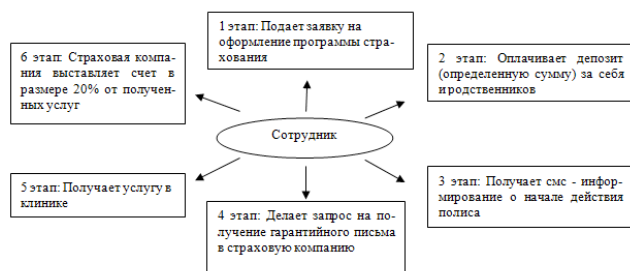 1 этап: Подает заявку на
оформление программы стра-
хования
6 этап: Страховая компа-
ния выставляет счет в
размере 20% от получен-
ных услуг
2 этап: Оплачивает депозит
(определенную сумму) за себя
и родственников
Сотрудник
5 этап: Получает услугу в
клинике
3 этап: Получает смс - инфор-
мирование о начале действия
полиса
4 этап: Делает запрос на по-
лучение гарантийного письма
в страховую компанию